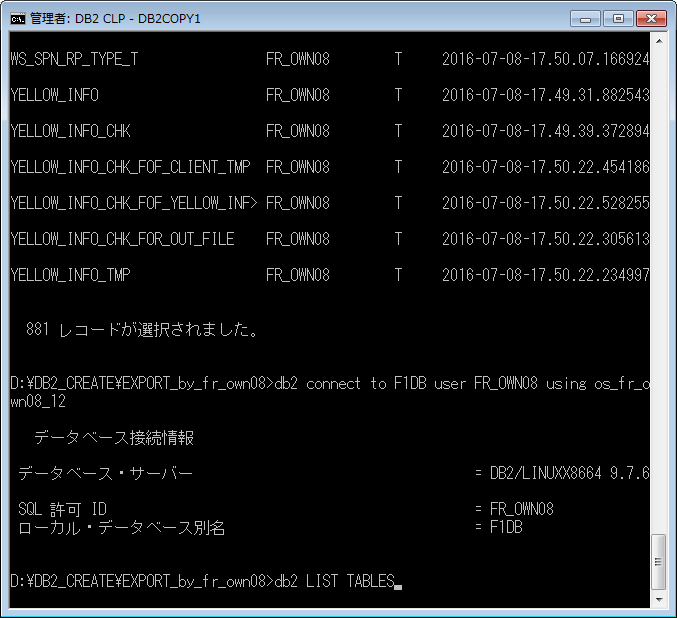 管理者: DB2 CLP - DB2COPY1
WS_SPN_RP_TYPE_T FR_OWN08 T 2016-07-08-17.50.07.166924
YELLOW_INFO FR_OWN08 T 2016-07-08-17.49.31.882543
YELLOW_INFO_CHK FR_OWN08 T 2016-07-08-17.49.39.372894
YELLOW_INFO_CHK_FOF_CLIENT_TMP FR_OWN08 T 2016-07-08-17.50.22.454186
YELLOW_INFO_CHK_FOF_YELLOW_INF> FR_OWN08 T 2016-07-08-17.50.22.528255
YELLOW_INFO_CHK_FOR_OUT_FILE FR_OWN08 T 2016-07-08-17.50.22.305613
YELLOW_INFO_TMP FR_OWN08 T 2016-07-08-17.50.22.234997
881 レコードが選択されました。
D:\DB2_CREATE\EXPORT_by_fr_own08>db2 connect to F1DB user FR_OWN08 using os_fr_o
wn08_12
データベース接続情報
データベース・サーバー = DB2/LINUXX8664 9.7.6
SQL 許可 ID = FR_OWN08
ローカル・データベース別名 = F1DB
D:\DB2_CREATE\EXPORT_by_fr_own08>db2 LIST TABLES_